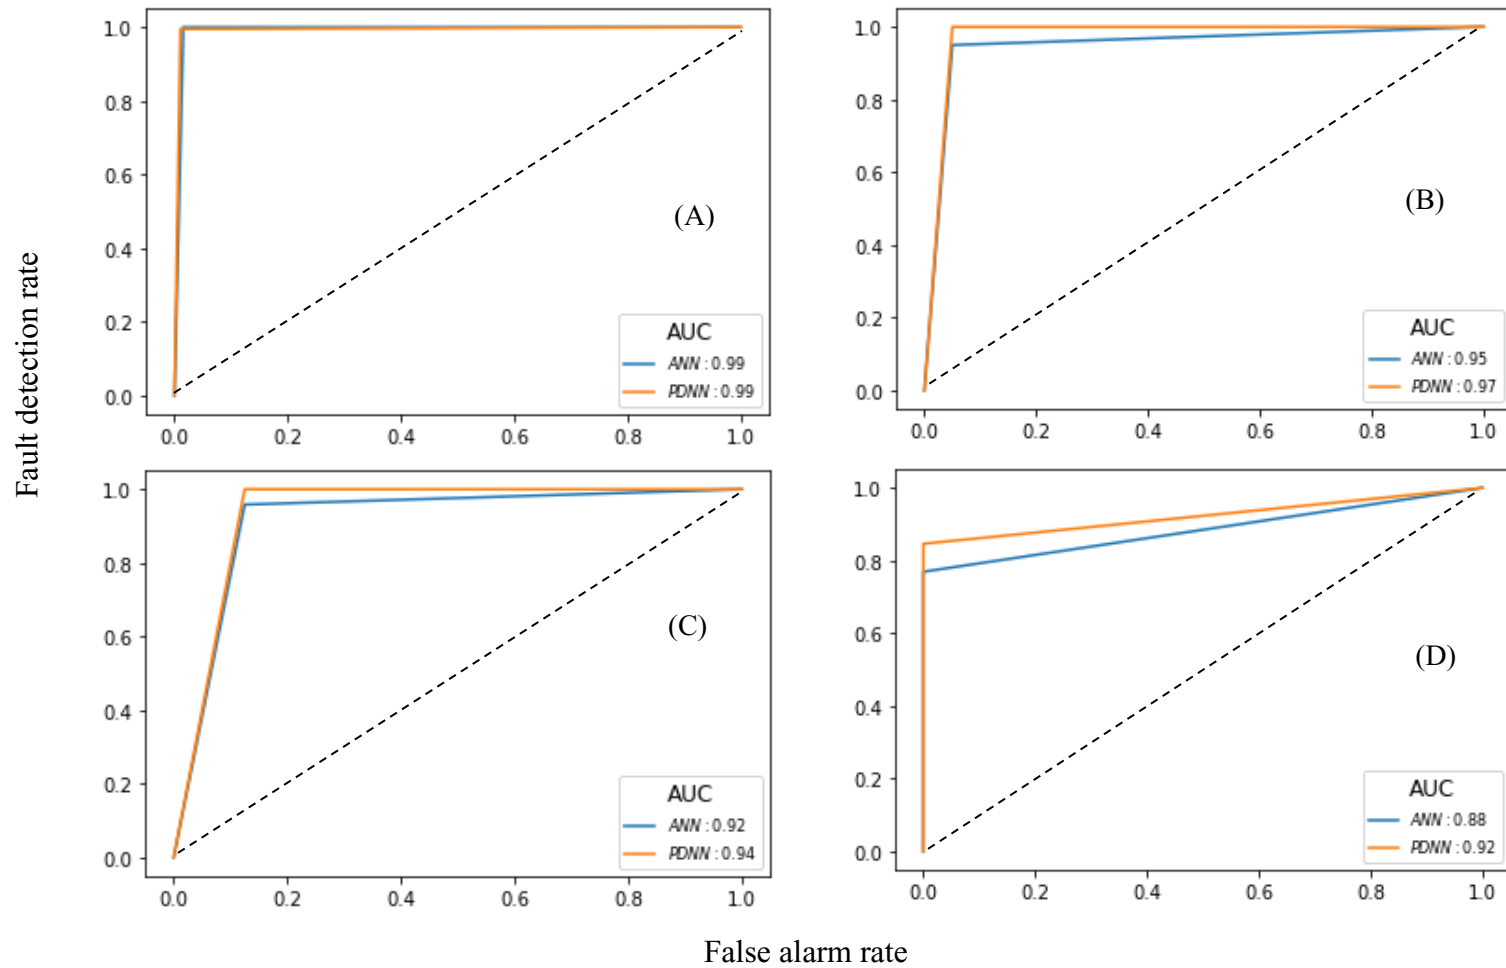 Fault detection rate
1.0
0.8
0.6
0.4
0.2
0.0
(A)
AUC
ANN : 0.99
PDNN : 0.99
0.0 0.2 0.4 0.6 0.8 1.0
1.0
0.8
0.6
0.4
0.2
0.0
(B)
AUC
ANN : 0.95
PDNN : 0.97
0.0 0.2 0.4 0.6 0.8 1.0
1.0
0.8
0.6
0.4
0.2
0.0
(C)
AUC
ANN : 0.92
PDNN : 0.94
0.0 0.2 0.4 0.6 0.8 1.0
1.0
0.8
0.6
0.4
0.2
0.0
(D)
AUC
ANN : 0.88
PDNN : 0.92
0.0 0.2 0.4 0.6 0.8 1.0
False alarm rate